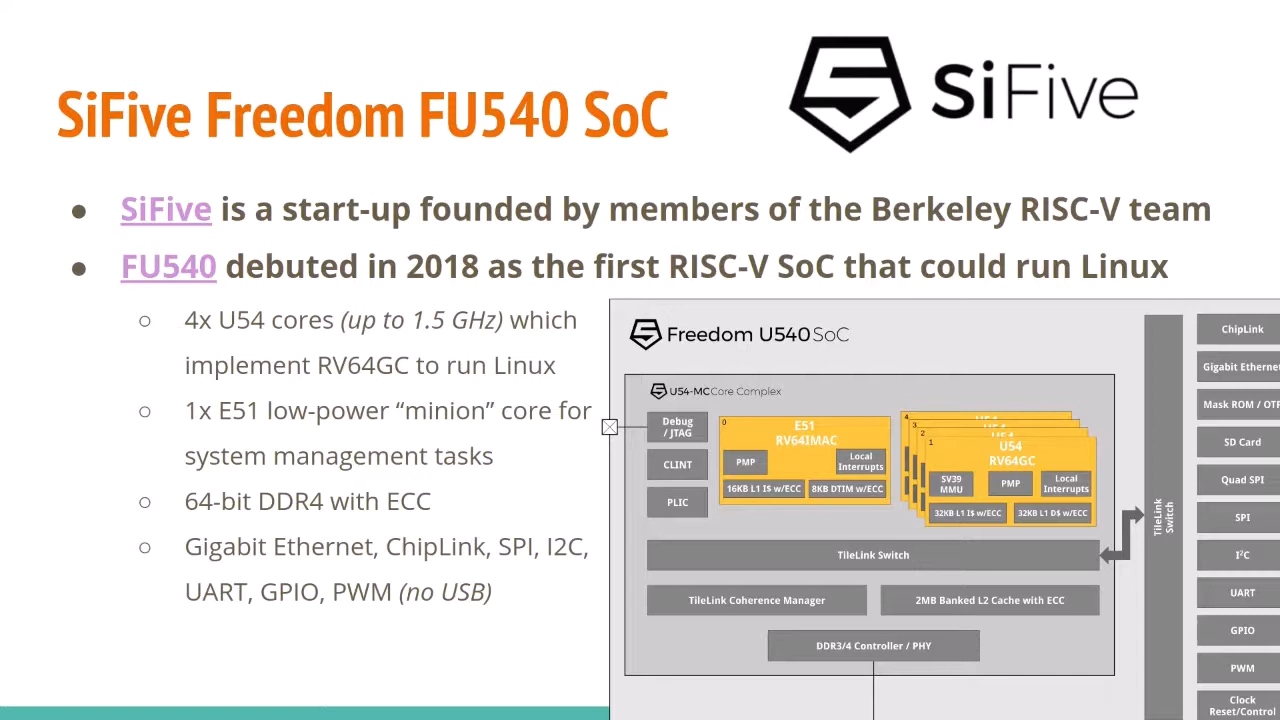 SiFive
SiFive Freedom FU540 SoC
● SiFive is a start-up founded by members of the Berkeley RISC-V team
● FU540 debuted in 2018 as the first RISC-V SoC that could run Linux
○ 4x U54 cores (up to 1.5 GHz) which
implement RV64GC to run Linux
○ 1x E51 low-power “minion” core for
system management tasks
○ 64-bit DDR4 with ECC
○ Gigabit Ethernet, ChipLink, SPI, I2C,
UART, GPIO, PWM (no USB)
Freedom U540 SoC
U54-MC Core Complex
Debug
/ JTAG
CLINT
PLIC
0
E51
RV64IMAC
PMP
Local
Interrupts
16KB L1 I$ w/ECC
8KB DTIM w/ECC
4
3
2
1
U54
RV64GC
SV39
MMU
PMP
Local
Interrupts
32KB L1 I$ w/ECC
32KB L1 D$ w/ECC
TileLink Switch
TileLink Coherence Manager
2MB Banked L2 Cache with ECC
DDR3/4 Controller / PHY
TileLink
Switch
ChipLink
Gigabit Ethernet
Mask ROM / OTP
SD Card
Quad SPI
SPI
I²C
UART
GPIO
PWM
Clock
Reset/Control